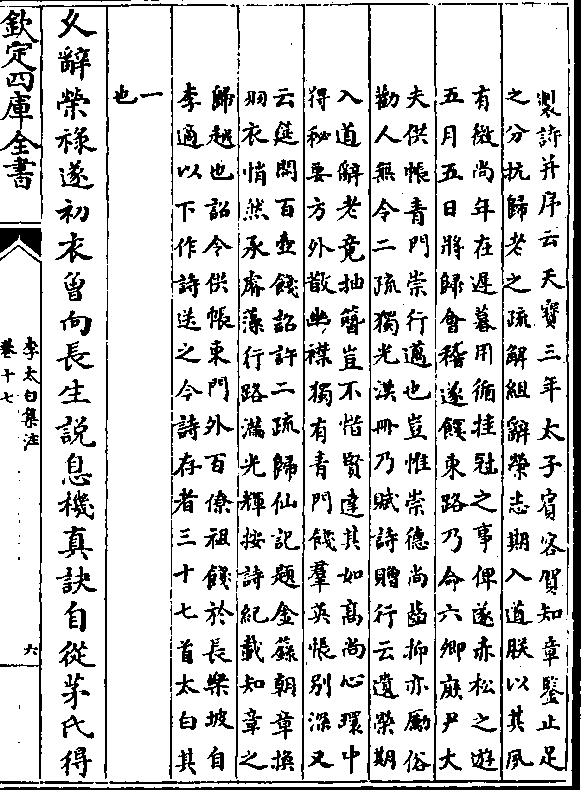 製詩并序云天寳三年太子賓客賀知章鑒止足
之分抗歸老之疏解組辭榮志期入道朕以其夙
有微尚年在遲暮用循挂冠之事俾遂赤松之遊
五月五日將歸會稽遂餞東路乃命六卿庶尹大
夫供帳青門崇行邁也豈惟崇德尚齒抑亦勵俗
勸人無令二疏獨光漢冊乃賦詩贈行云遺榮期
入道辭老竟抽簪豈不惜賢達其如髙尚心環中
得秘要方外散幽襟獨有青門餞羣英悵別深又
云筵開百壺餞詔許二疏歸仙記題金籙朝章換
羽衣悄然承睿藻行路滿光輝按詩紀載知章之
歸越也詔令供帳東門外百僚祖餞於長樂坡自
李適以下作詩送之今詩存者三十七首太白其
一
也
久辭榮祿遂初衣曾向長生說息機真訣自從茅氏得
欽定四庫全書
李太白集注
卷十七
六